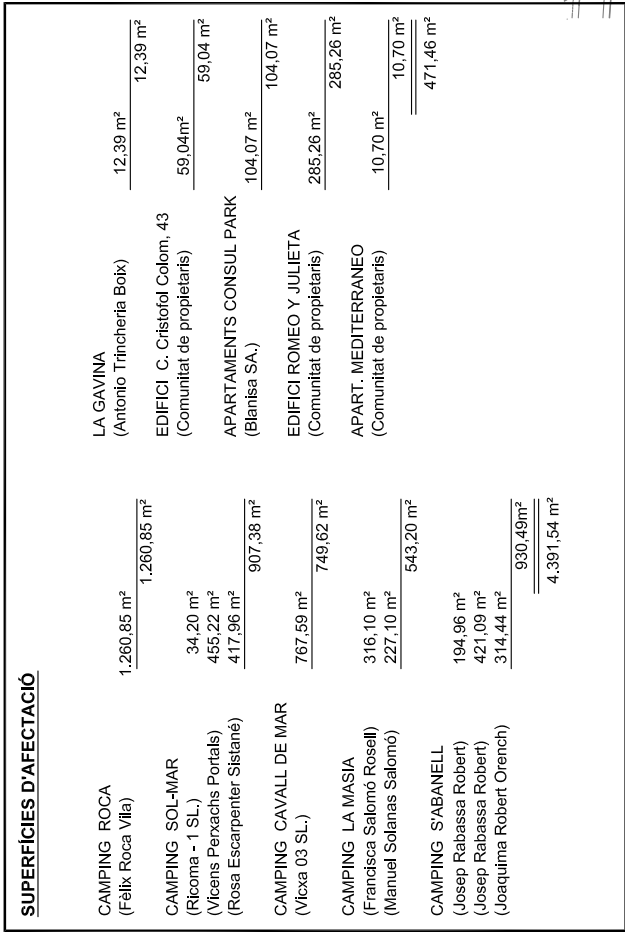 SUPERFÍCIES D'AFECTACIÓ
CAMPING ROCA
(Fèlix Roca Vila) 1.260,85 m²
1.260,85 m²
CAMPING SOL-MAR
(Ricoma - 1 SL.) 34,20 m²
(Vicens Perxachs Portals) 455,22 m²
(Rosa Escarpenter Sistané) 417,96 m²
907,38 m²
CAMPING CAVALL DE MAR
(Vicxa 03 SL.) 767,59 m²
749,62 m²
CAMPING LA MASIA
(Francisca Salomó Rosell) 316,10 m²
(Manuel Solanas Salomó) 227,10 m²
543,20 m²
CAMPING S'ABANELL
(Josep Rabassa Robert) 194,96 m²
(Josep Rabassa Robert) 421,09 m²
(Joaquima Robert Orench) 314,44 m²
930,49m²
4.391,54 m²
LA GAVINA
(Antonio Trincheria Boix) 12,39 m²
12,39 m²
EDIFICI C. Cristofol Colom, 43
(Comunitat de propietaris) 59,04m²
59,04 m²
APARTAMENTS CONSUL PARK
(Blanisa SA.) 104,07 m²
104,07 m²
EDIFICI ROMEO Y JULIETA
(Comunitat de propietaris) 285,26 m²
285,26 m²
APART. MEDITERRANEO
(Comunitat de propietaris) 10,70 m²
10,70 m²
471,46 m²